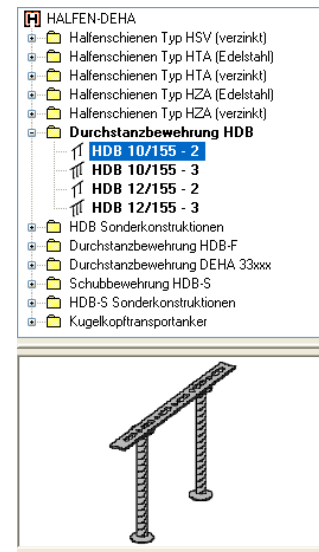 HALFEN-DEHA
Halfenschienen Typ HSV (verzinkt)
Halfenschienen Typ HTA (Edelstahl)
Halfenschienen Typ HTA (verzinkt)
Halfenschienen Typ HZA (Edelstahl)
Halfenschienen Typ HZA (verzinkt)
Durchstanzbewehrung HDB
HDB 10/155 - 2
HDB 10/155 - 3
HDB 12/155 - 2
HDB 12/155 - 3
HDB Sonderkonstruktionen
Durchstanzbewehrung HDB-F
Durchstanzbewehrung DEHA 33xxx
Schubbewehrung HDB-S
HDB-S Sonderkonstruktionen
Kugelkopftransportanker